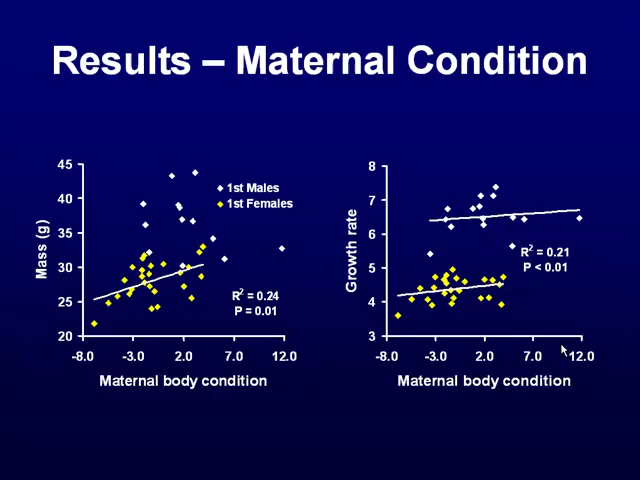 Results – Maternal Condition
45
40
35
30
25
20
Mass (g)
1st Males
1st Females
R² = 0.24
P = 0.01
-8.0 -3.0 2.0 7.0 12.0
Maternal body condition
8
7
6
5
4
3
Growth rate
R² = 0.21
P < 0.01
-8.0 -3.0 2.0 7.0 12.0
Maternal body condition